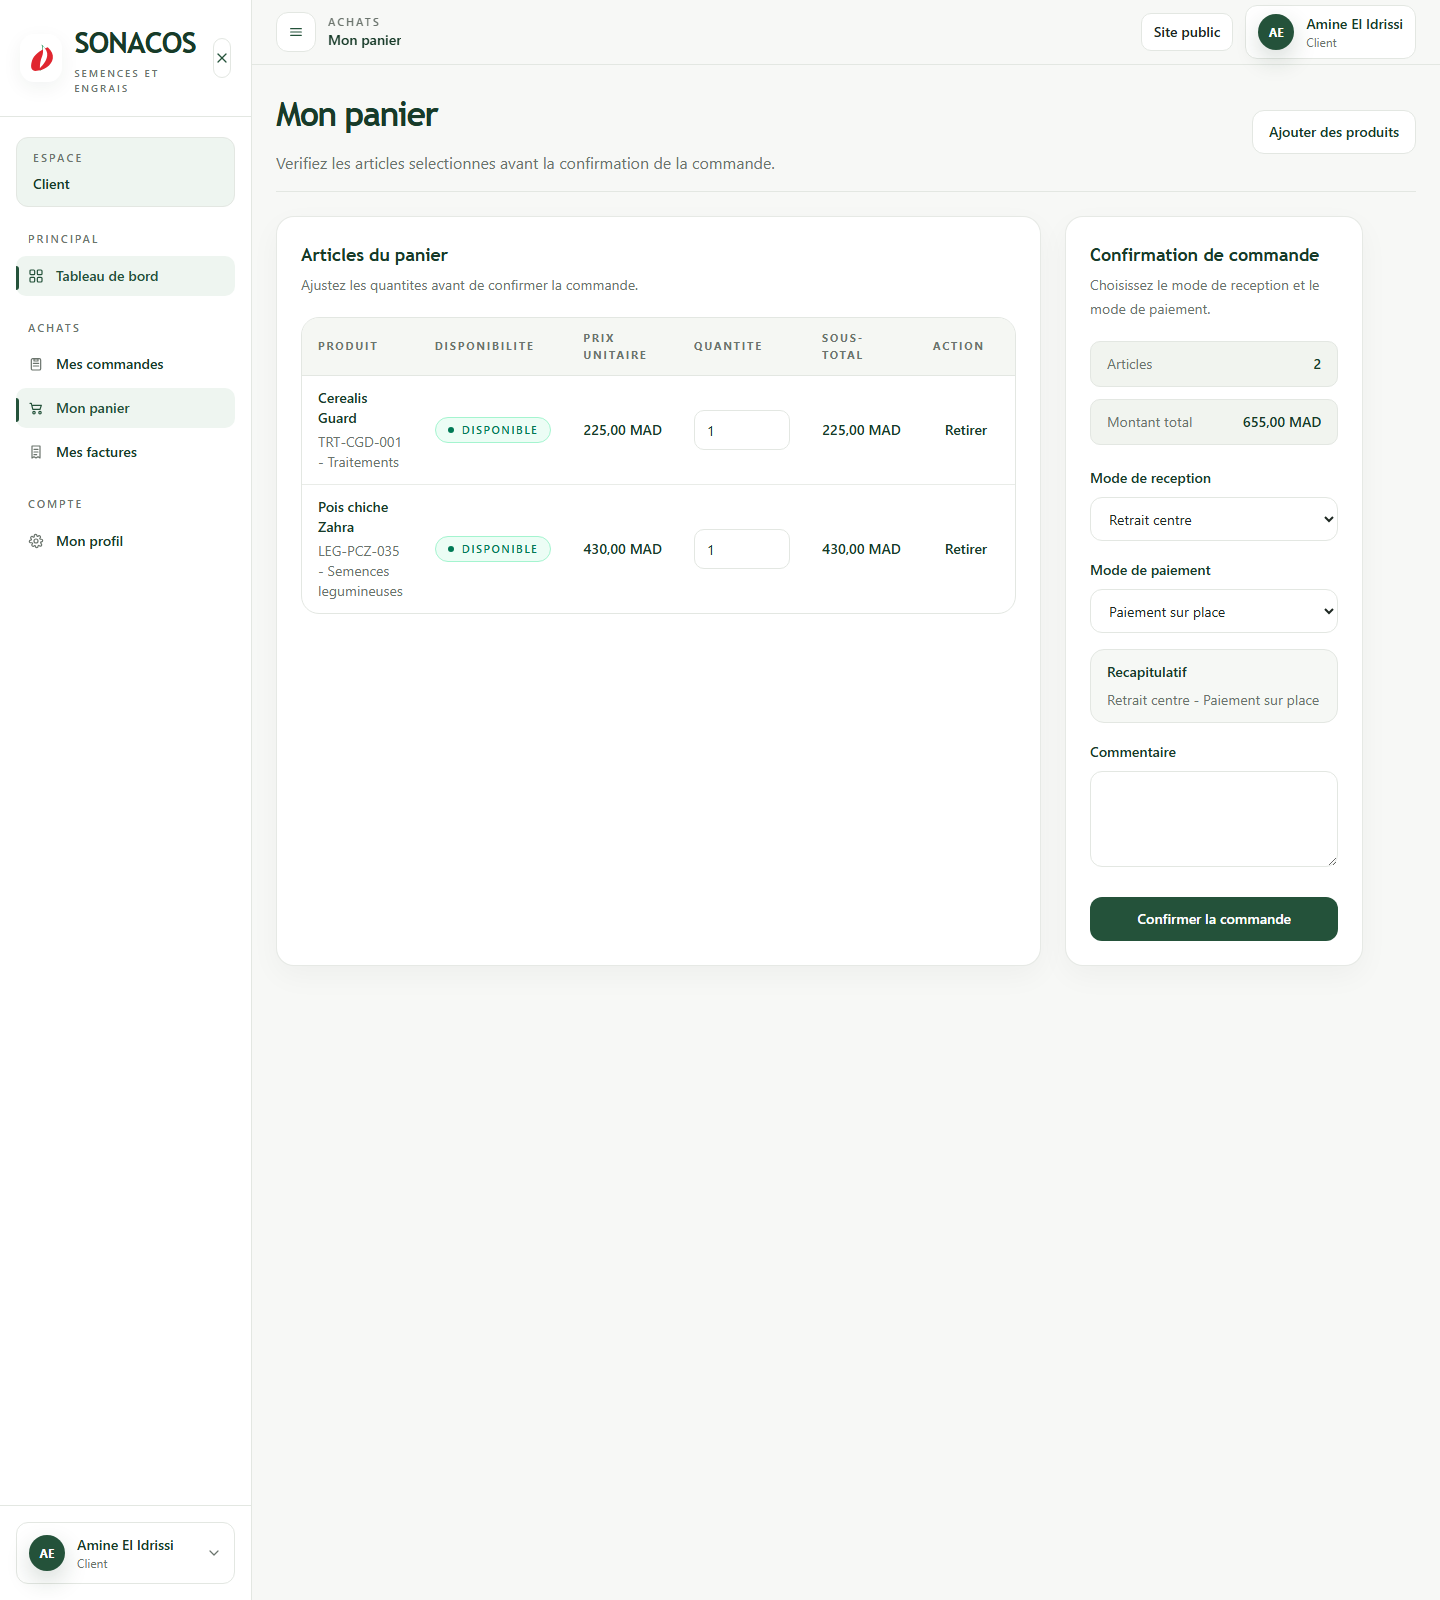 SONACOS
SEMENCES ET
ENGRAIS
ESPACE
Client
PRINCIPAL
Tableau de bord
ACHATS
Mes commandes
Mon panier
Mes factures
COMPTE
Mon profil
AE
Amine El Idrissi
Client
ACHATS
Mon panier
Site public
AE
Amine El Idrissi
Client
Mon panier
Verifiez les articles selectionnes avant la confirmation de la commande.
Ajouter des produits
Articles du panier
Ajustez les quantites avant de confirmer la commande.
PRODUIT DISPONIBILITE PRIX UNITAIRE QUANTITE SOUS-TOTAL ACTION
Cerealis
Guard
TRT-CGD-001
- Traitements
DISPONIBLE 225,00 MAD 1 225,00 MAD Retirer
Pois chiche
Zahra
LEG-PCZ-035
- Semences
legumineuses
DISPONIBLE 430,00 MAD 1 430,00 MAD Retirer
Confirmation de commande
Choisissez le mode de reception et le
mode de paiement.
Articles 2
Montant total 655,00 MAD
Mode de reception
Retrait centre
Mode de paiement
Paiement sur place
Recapitulatif
Retrait centre - Paiement sur place
Commentaire
Confirmer la commande